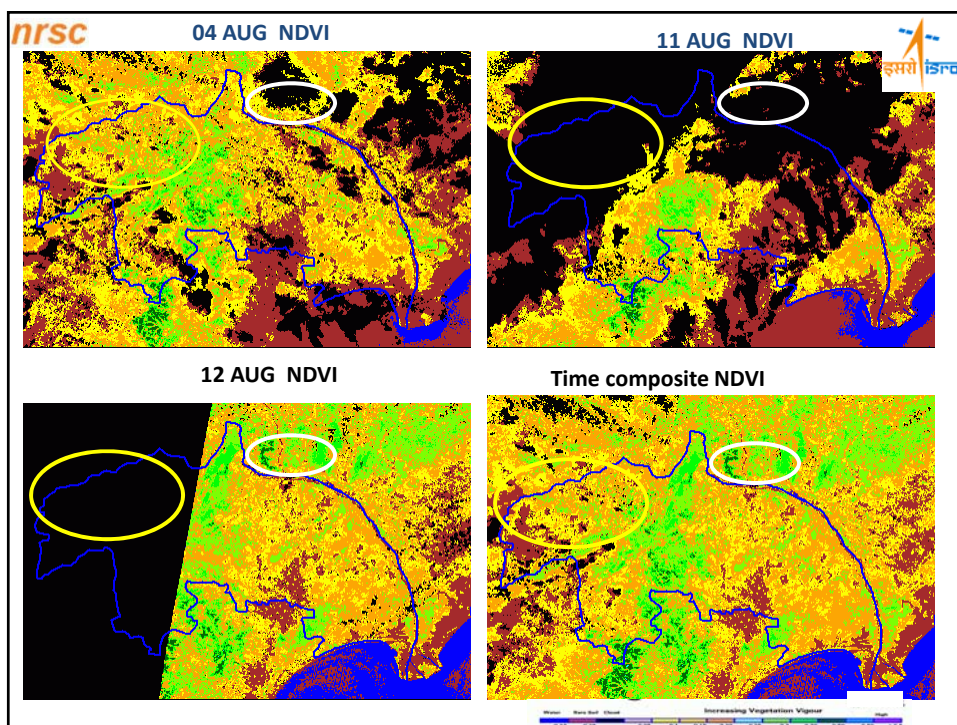 nrsc
04 AUG NDVI
11 AUG NDVI
इसरो isro
12 AUG NDVI
Time composite NDVI
Water Bare Soil Cloud Increasing Vegetation Vigour High